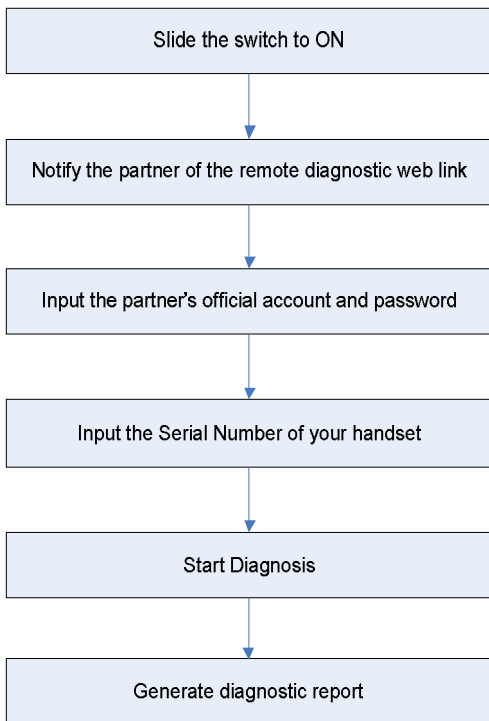 Slide the switch to ON
Notify the partner of the remote diagnostic web link
Input the partner's official account and password
Input the Serial Number of your handset
Start Diagnosis
Generate diagnostic report